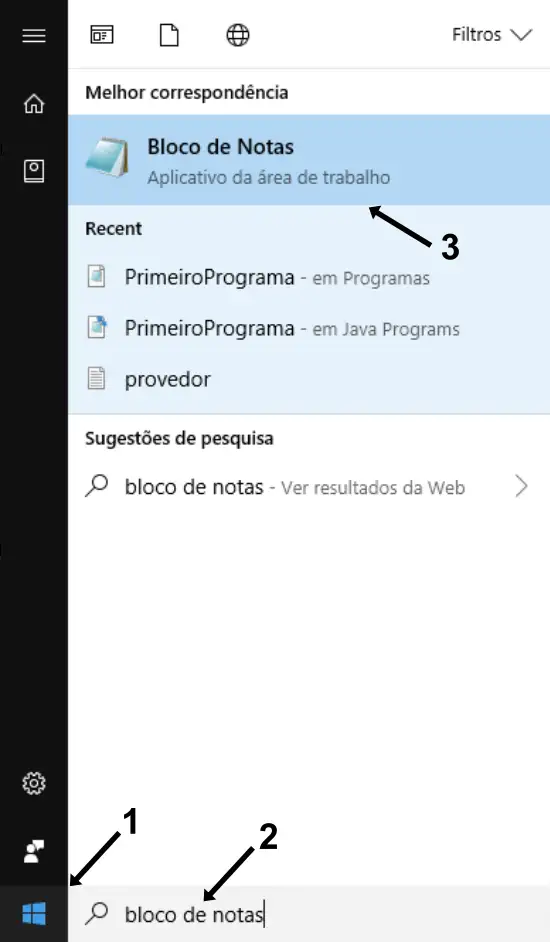 Filtros
Melhor correspondência
Bloco de Notas
Aplicativo da área de trabalho
3
Recent
PrimeiroPrograma - em Programas
PrimeiroPrograma - em Java Programs
provedor
Sugestões de pesquisa
bloco de notas - Ver resultados da Web
1
2
bloco de notas